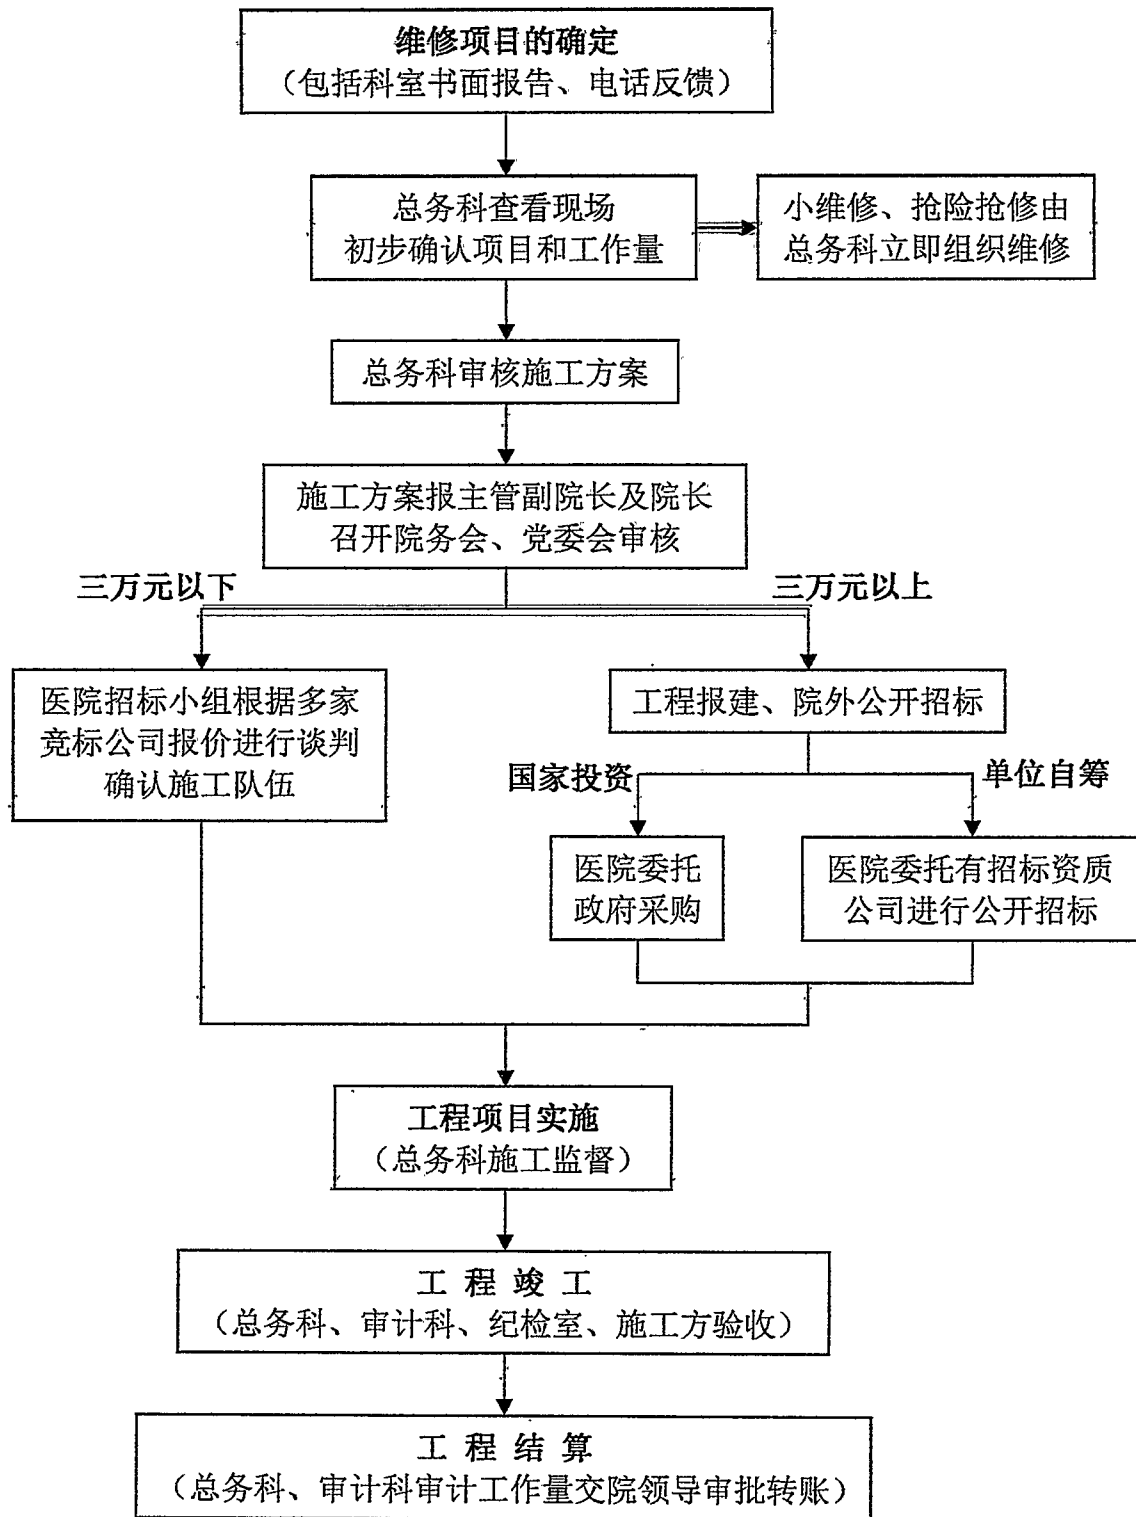 维修项目的确定
（包括科室书面报告、电话反馈）
总务科查看现场
初步确认项目和工作量
小维修、抢险抢修由
总务科立即组织维修
总务科审核施工方案
施工方案报主管副院长及院长
召开院务会、党委会审核
三万元以下
三万元以上
医院招标小组根据多家
竞标公司报价进行谈判
确认施工队伍
工程报建、院外公开招标
国家投资
单位自筹
医院委托
政府采购
医院委托有招标资质
公司进行公开招标
工程项目实施
（总务科施工监督）
工 程 竣 工
（总务科、审计科、纪检室、施工方验收）
工 程 结 算
（总务科、审计科审计工作量交院领导审批转账）